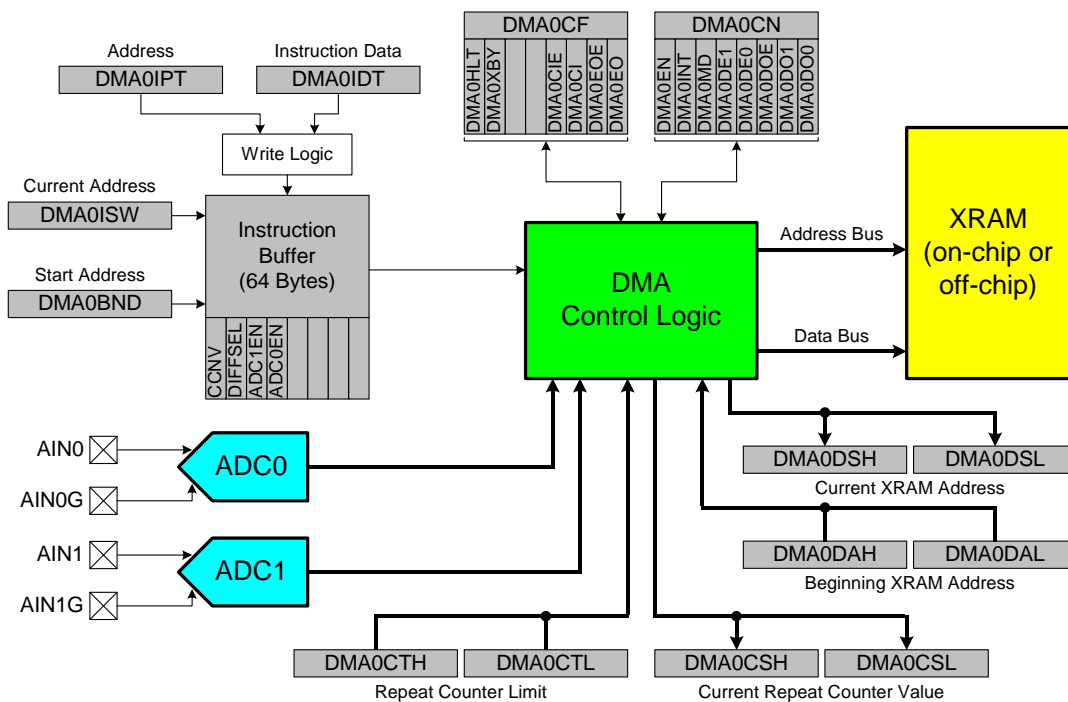 Address
DMA0IPT
Instruction Data
DMA0IDT
Write Logic
Current Address
DMA0ISW
Start Address
DMA0BND
Instruction
Buffer
(64 Bytes)
CCNV
DIFFSEL
ADC1EN
ADC0EN
DMA0CF
DMA0HLT
DMA0XBY
DMA0CIE
DMA0CI
DMA0EOE
DMA0EO
DMA0CN
DMA0EN
DMA0INT
DMA0MD
DMA0DE1
DMA0DE0
DMA0DOE
DMA0DO1
DMA0DO0
DMA
Control Logic
Address Bus
Data Bus
XRAM
(on-chip or
off-chip)
AIN0
AIN0G
ADC0
AIN1
AIN1G
ADC1
DMA0DSH
DMA0DSL
Current XRAM Address
DMA0DAH
DMA0DAL
Beginning XRAM Address
DMA0CTH
DMA0CTL
Repeat Counter Limit
DMA0CSH
DMA0CSL
Current Repeat Counter Value